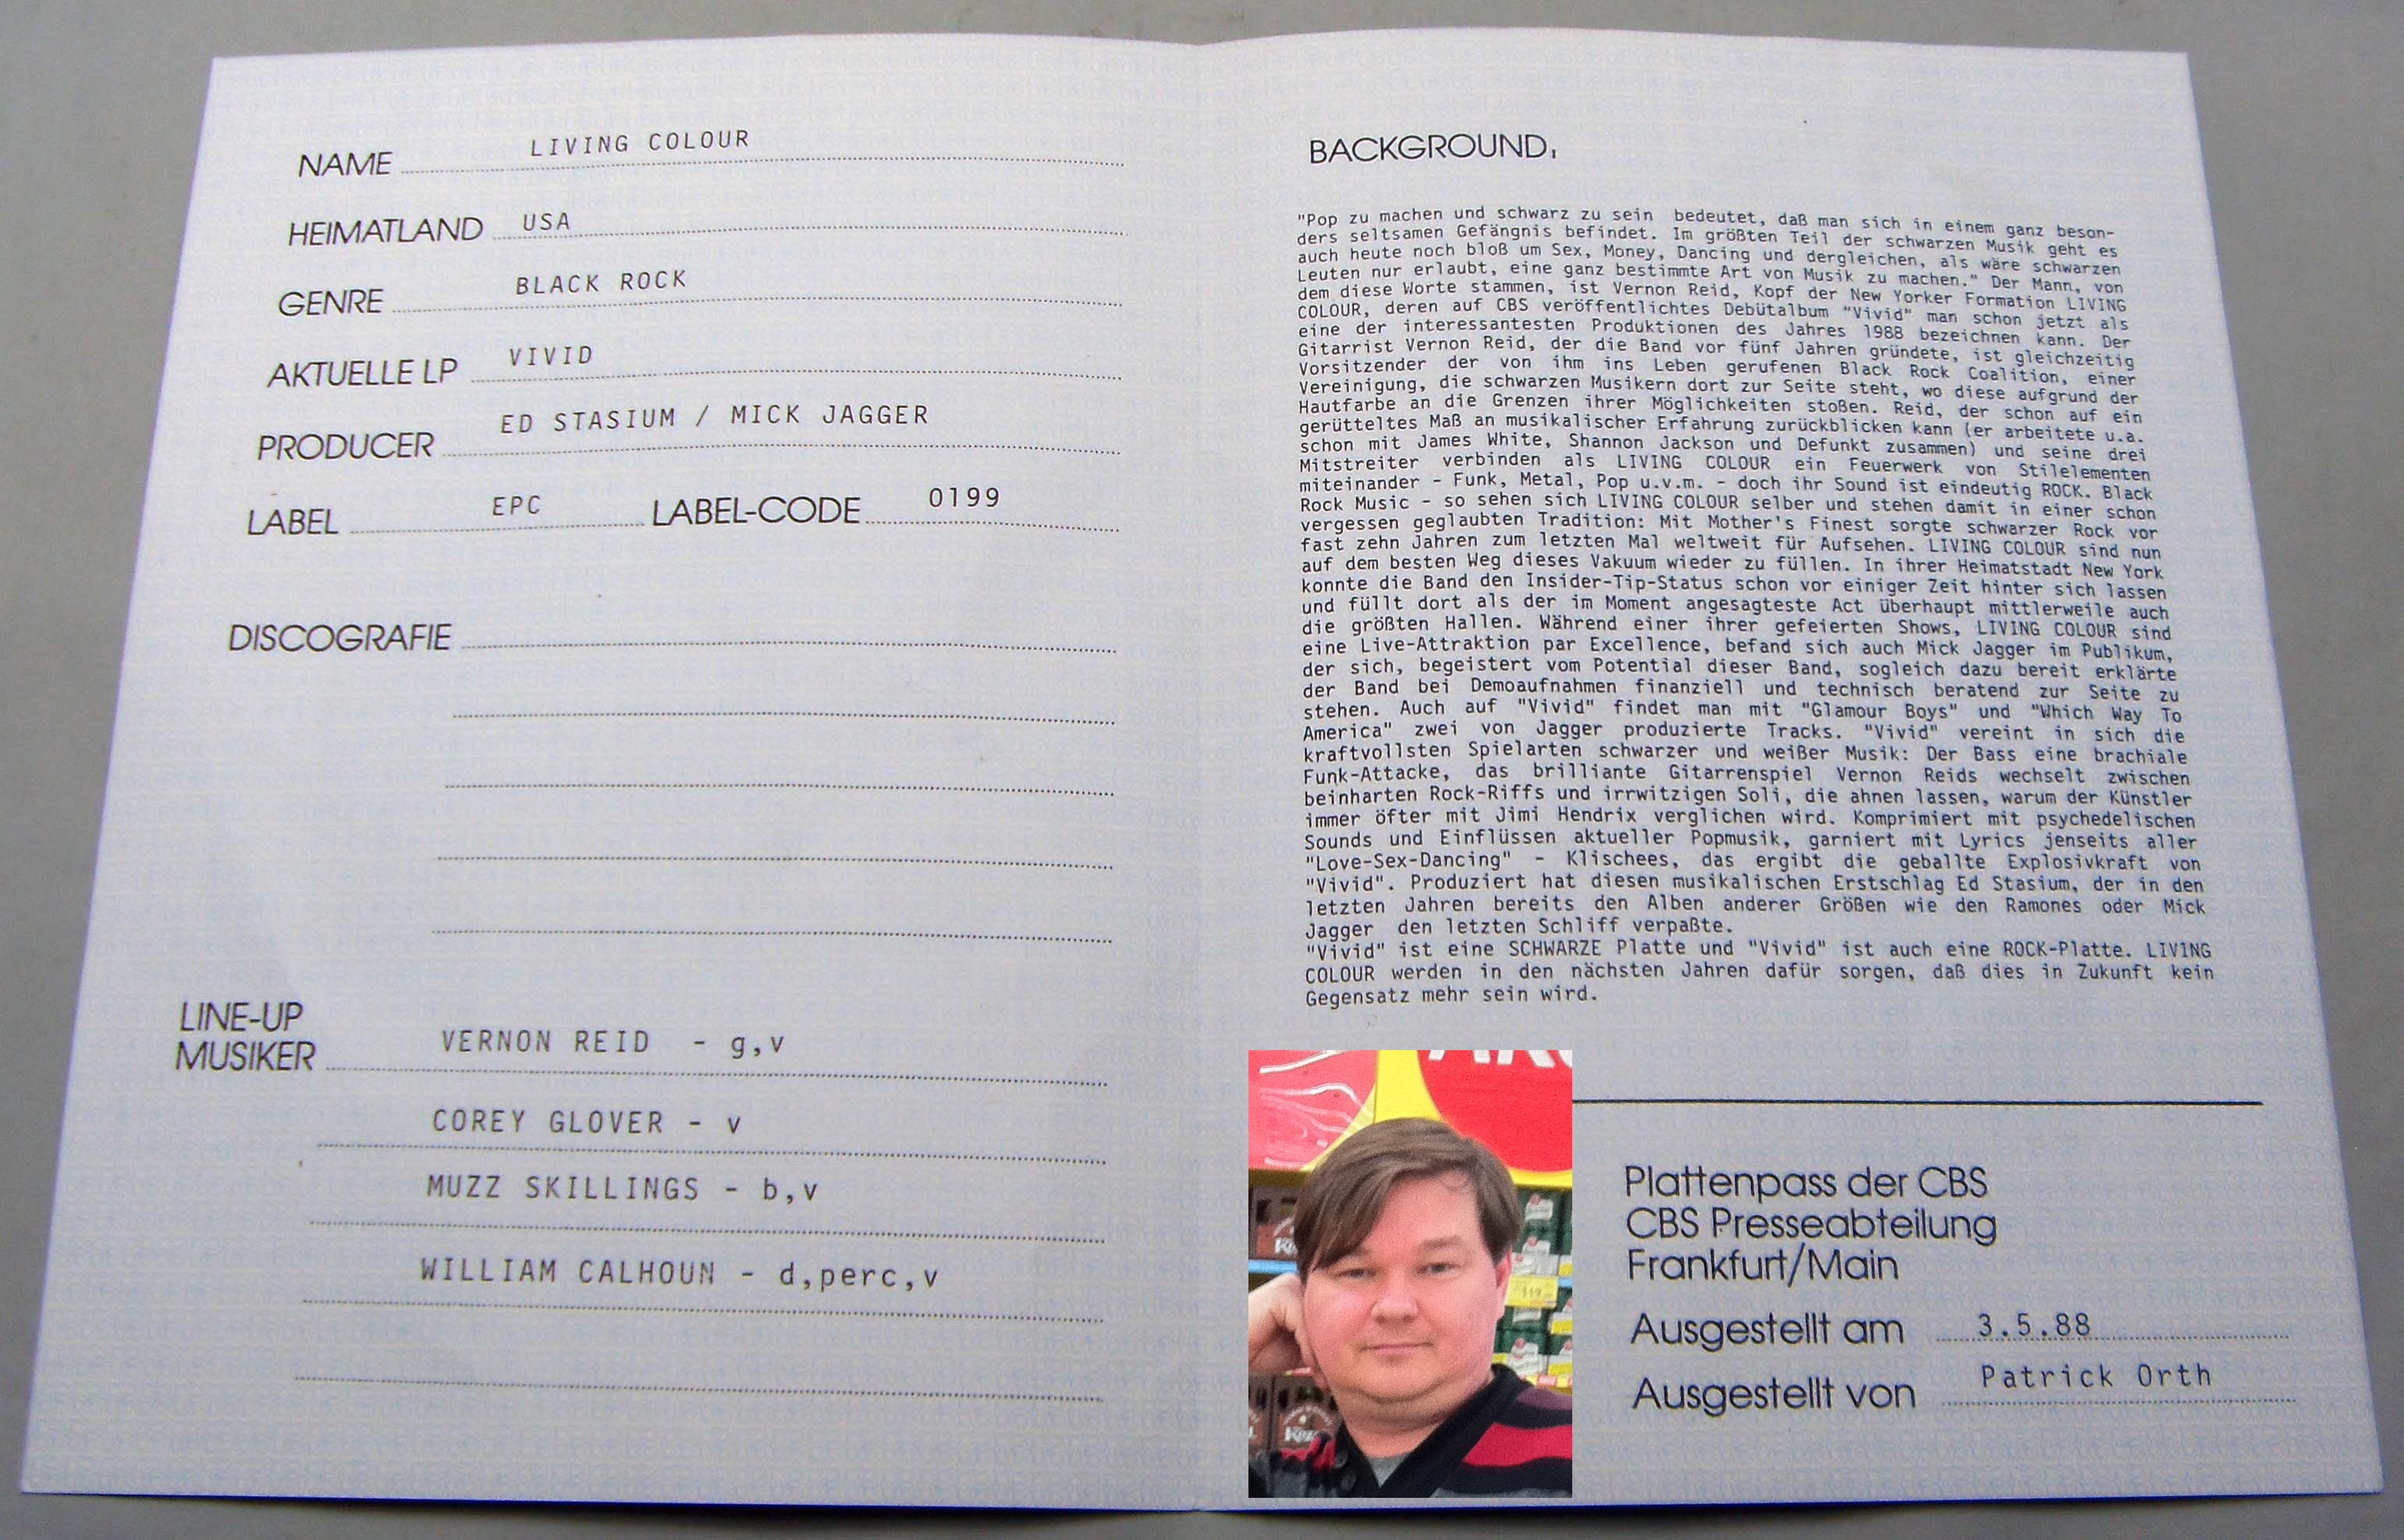 NAME LIVING COLOUR
HEIMATLAND USA
GENRE BLACK ROCK
AKTUELLE LP VIVID
PRODUCER ED STASIUM / MICK JAGGER
LABEL EPC LABEL-CODE 0199
DISCOGRAFIE
LINE-UP
MUSIKER VERNON REID - g,v
COREY GLOVER - v
MUZZ SKILLINGS - b,v
WILLIAM CALHOUN - d,perc,v
BACKGROUND,
"Pop zu machen und schwarz zu sein bedeutet, daß man sich in einem ganz beson-
ders seltsamen Gefängnis befindet. Im größten Teil der schwarzen Musik geht es
auch heute noch bloß um Sex, Money, Dancing und dergleichen, als wäre schwarzen
Leuten nur erlaubt, eine ganz bestimmte Art von Musik zu machen." Der Mann, von
dem diese Worte stammen, ist Vernon Reid, Kopf der New Yorker Formation LIVING
COLOUR, deren auf CBS veröffentlichtes Debütalbum "Vivid" man schon jetzt als
eine der interessantesten Produktionen des Jahres 1988 bezeichnen kann. Der
Gitarrist Vernon Reid, der die Band vor fünf Jahren gründete, ist gleichzeitig
Vorsitzender der von ihm ins Leben gerufenen Black Rock Coalition, einer
Vereinigung, die schwarzen Musikern dort zur Seite steht, wo diese aufgrund der
Hautfarbe an die Grenzen ihrer Möglichkeiten stoßen. Reid, der schon auf ein
gerütteltes Maß an musikalischer Erfahrung zurückblicken kann (er arbeitete u.a.
schon mit James White, Shannon Jackson und Defunkt zusammen) und seine drei
Mitstreiter verbinden als LIVING COLOUR ein Feuerwerk von Stilelementen
miteinander - Funk, Metal, Pop u.v.m. - doch ihr Sound ist eindeutig ROCK. Black
Rock Music - so sehen sich LIVING COLOUR selber und stehen damit in einer schon
vergessen geglaubten Tradition: Mit Mother's Finest sorgte schwarzer Rock vor
fast zehn Jahren zum letzten Mal weltweit für Aufsehen. LIVING COLOUR sind nun
auf dem besten Weg dieses Vakuum wieder zu füllen. In ihrer Heimatstadt New York
konnte die Band den Insider-Tip-Status schon vor einiger Zeit hinter sich lassen
und füllt dort als der im Moment angesagteste Act überhaupt mittlerweile auch
die größten Hallen. Während einer ihrer gefeierten Shows, LIVING COLOUR sind
eine Live-Attraktion par Excellence, befand sich auch Mick Jagger im Publikum,
der sich, begeistert vom Potential dieser Band, sogleich dazu bereit erklärte
der Band bei Demoaufnahmen finanziell und technisch beratend zur Seite zu
stehen. Auch auf "Vivid" findet man mit "Glamour Boys" und "Which Way To
America" zwei von Jagger produzierte Tracks. "Vivid" vereint in sich die
kraftvollsten Spielarten schwarzer und weißer Musik: Der Bass eine brachiale
Funk-Attacke, das brilliante Gitarrenspiel Vernon Reids wechselt zwischen
beinharten Rock-Riffs und irrwitzigen Soli, die ahnen lassen, warum der Künstler
immer öfter mit Jimi Hendrix verglichen wird. Komprimiert mit psychedelischen
Sounds und Einflüssen aktueller Popmusik, garniert mit Lyrics jenseits aller
"Love-Sex-Dancing" - Klischees, das ergibt die geballte Explosivkraft von
"Vivid". Produziert hat diesen musikalischen Erstschlag Ed Stasium, der in den
letzten Jahren bereits den Alben anderer Größen wie den Ramones oder Mick
Jagger den letzten Schliff verpaßte.
"Vivid" ist eine SCHWARZE Platte und "Vivid" ist auch eine ROCK-Platte. LIVING
COLOUR werden in den nächsten Jahren dafür sorgen, daß dies in Zukunft kein
Gegensatz mehr sein wird.
Plattenpass der CBS
CBS Presseabteilung
Frankfurt/Main
Ausgestellt am 3.5.88
Ausgestellt von Patrick Orth